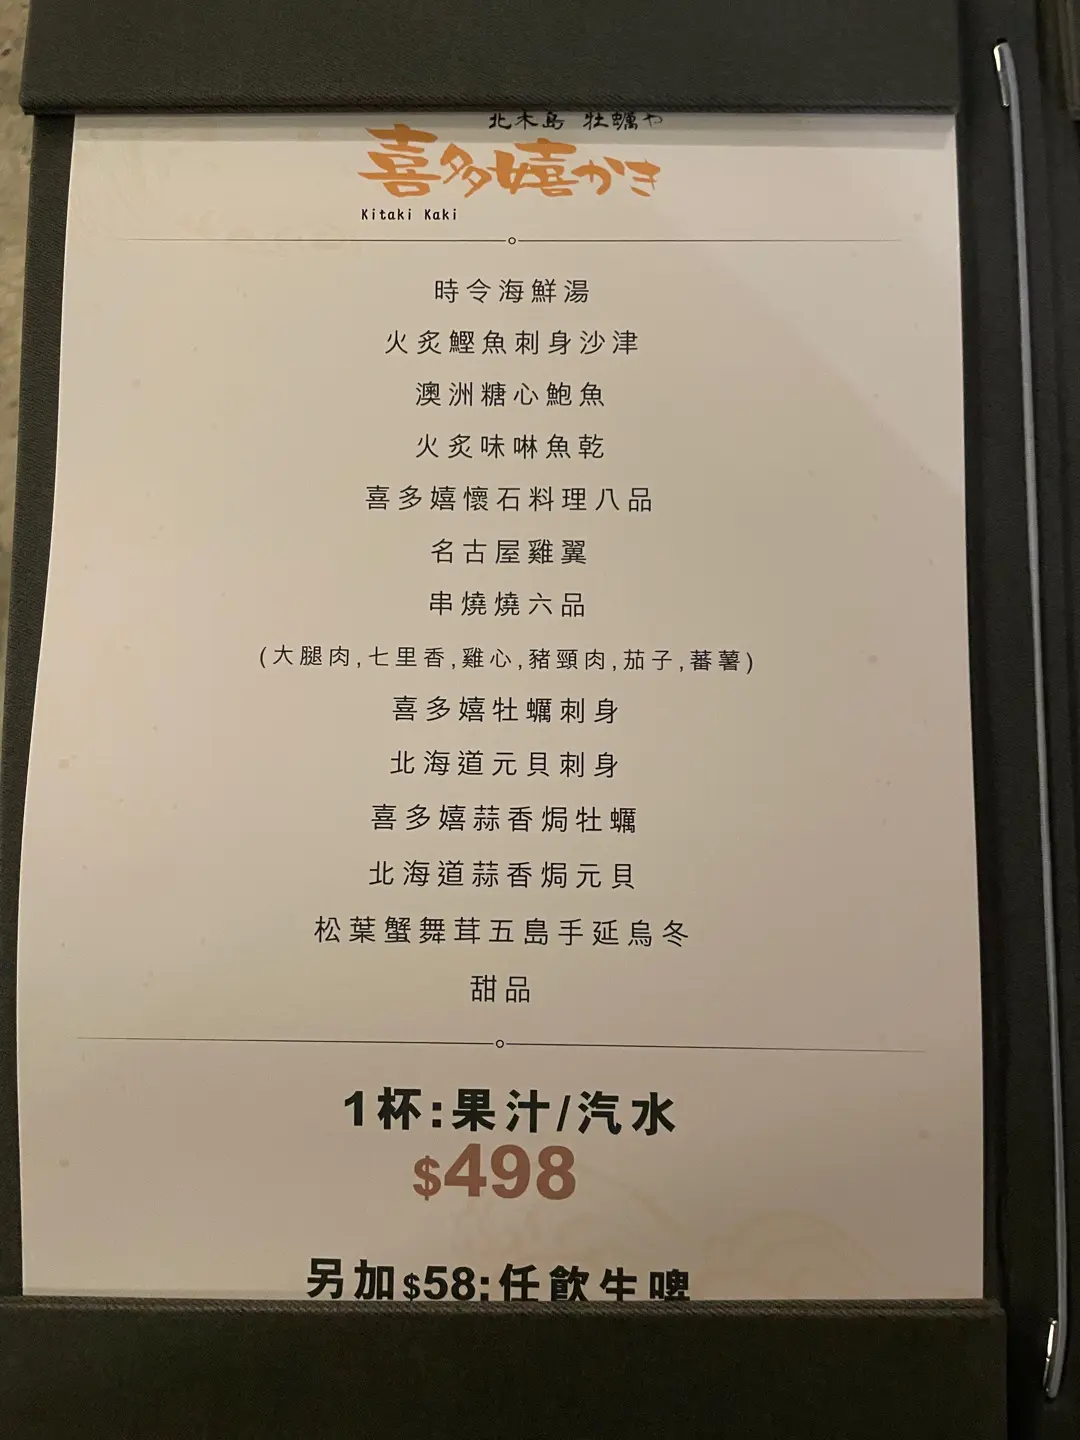 北木島 牡蠣や
喜多嬉かき
Kitaki Kaki
時令海鮮湯
火炙鰹魚刺身沙津
澳洲糖心鮑魚
火炙味啉魚乾
喜多嬉懷石料理八品
名古屋雞翼
串燒燒六品
(大腿肉,七里香,雞心,豬頸肉,茄子,蕃薯)
喜多嬉牡蠣刺身
北海道元貝刺身
喜多嬉蒜香焗牡蠣
北海道蒜香焗元貝
松葉蟹舞茸五島手延烏冬
甜品
1杯:果汁/汽水
$498
另加$58:任飲生啤